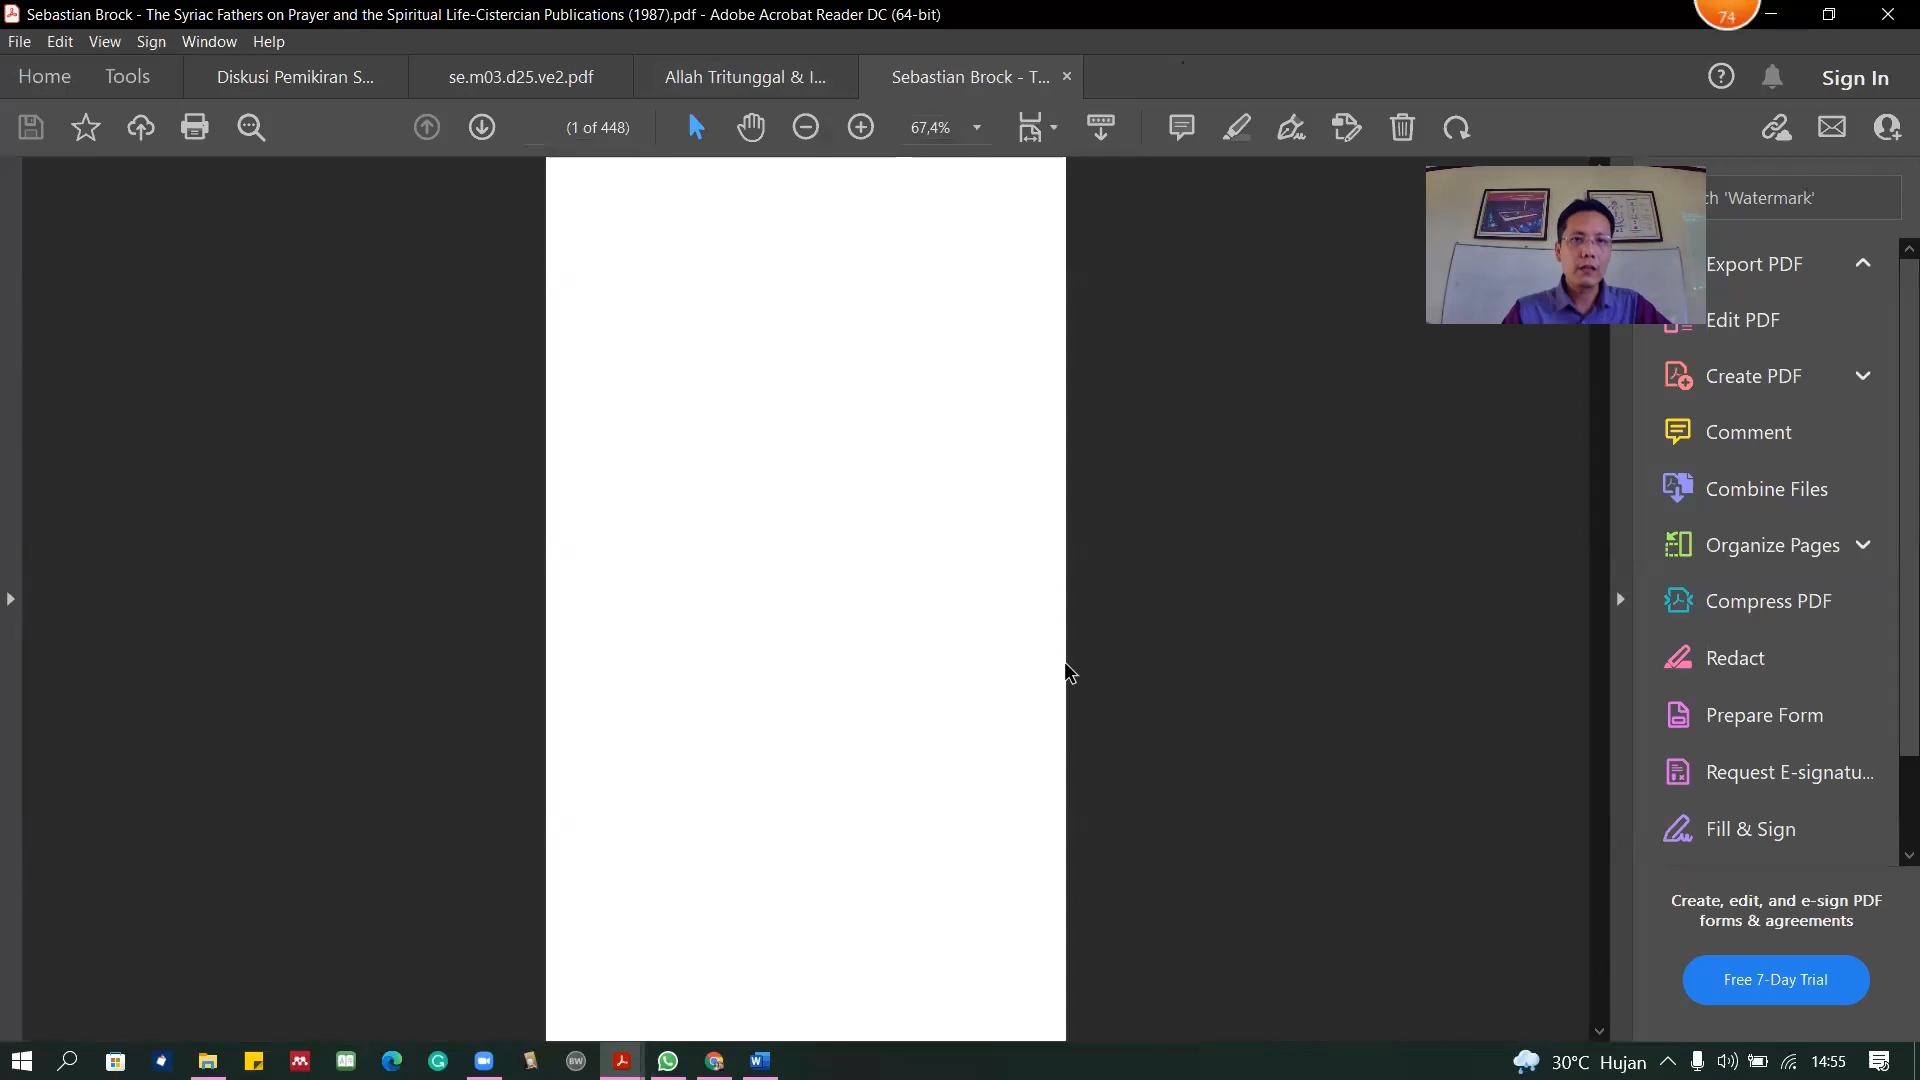 Sebastian Brock - The Syriac Fathers on Prayer and the Spiritual Life-Cistercian Publications (1987).pdf - Adobe Acrobat Reader DC (64-bit)
74
File Edit View Sign Window Help
Home Tools Diskusi Pemikiran S... se.m03.d25.ve2.pdf Allah Tritunggal & I... Sebastian Brock - T... Sign In
(1 of 448) 67,4%
ch 'Watermark'
Export PDF
Edit PDF
Create PDF
Comment
Combine Files
Organize Pages
Compress PDF
Redact
Prepare Form
Request E-signatu...
Fill & Sign
Create, edit, and e-sign PDF
forms & agreements
Free 7-Day Trial
BW
30°C Hujan 14:55